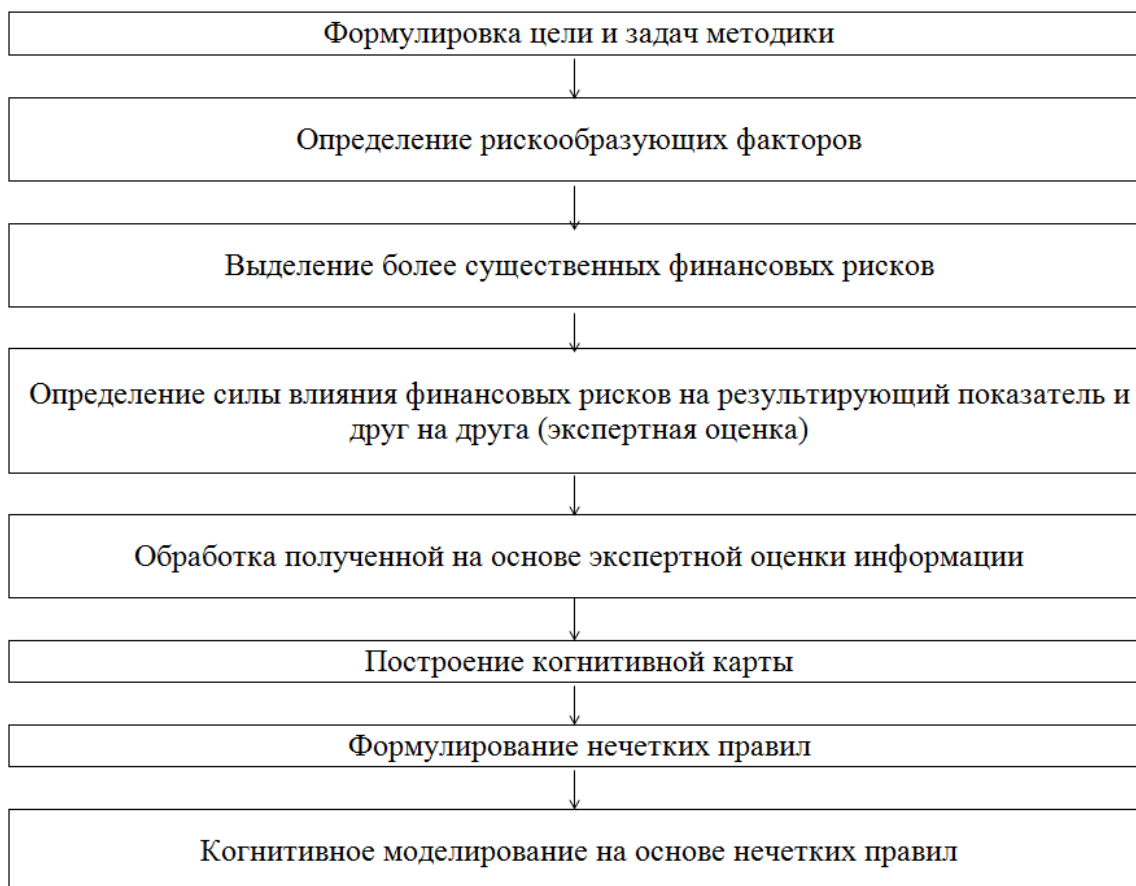 Формулировка цели и задач методики
Определение рискообразующих факторов
Выделение более существенных финансовых рисков
Определение силы влияния финансовых рисков на результирующий показатель и
друг на друга (экспертная оценка)
Обработка полученной на основе экспертной оценки информации
Построение когнитивной карты
Формулирование нечетких правил
Когнитивное моделирование на основе нечетких правил